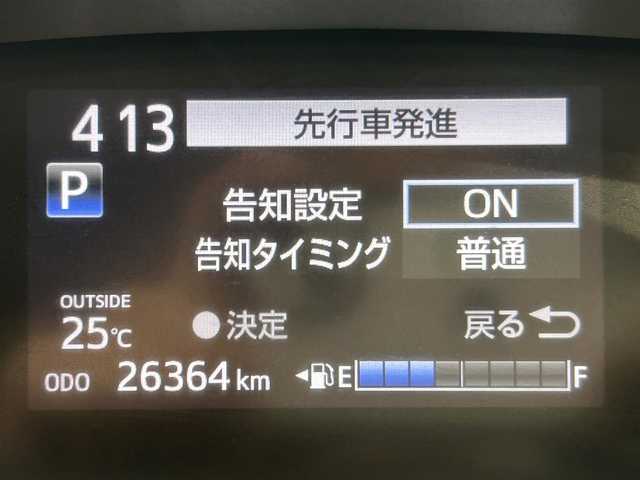 4 13 先行車発進
P
告知設定 ON
告知タイミング 普通
OUTSIDE
25℃ 決定 戻る
ODO 26364 km E F